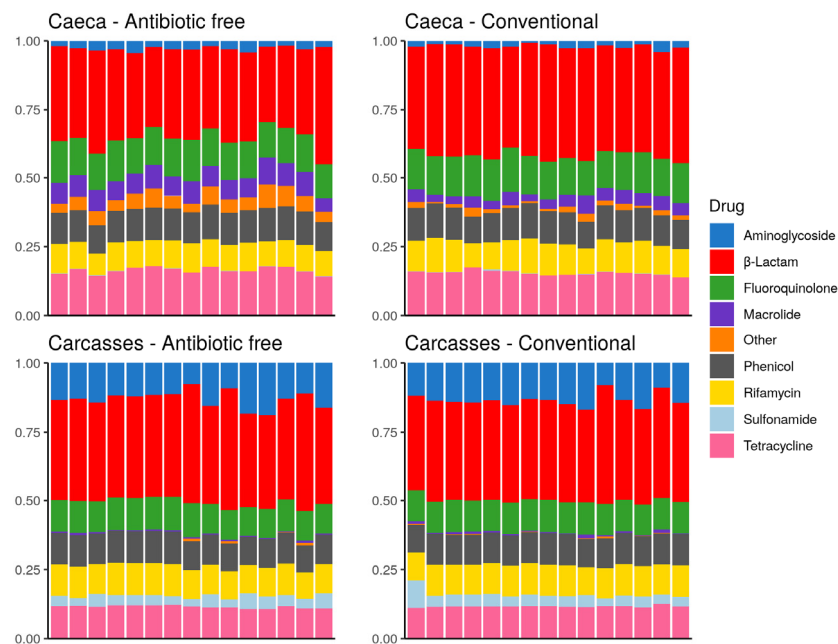 Caeca - Antibiotic free
Caeca - Conventional
1.00
0.75
0.50
0.25
0.00
1.00
0.75
0.50
0.25
0.00
Carcasses - Antibiotic free
Carcasses - Conventional
1.00
0.75
0.50
0.25
0.00
1.00
0.75
0.50
0.25
0.00
Drug
Aminoglycoside
β-Lactam
Fluoroquinolone
Macrolide
Other
Phenicol
Rifamycin
Sulfonamide
Tetracycline